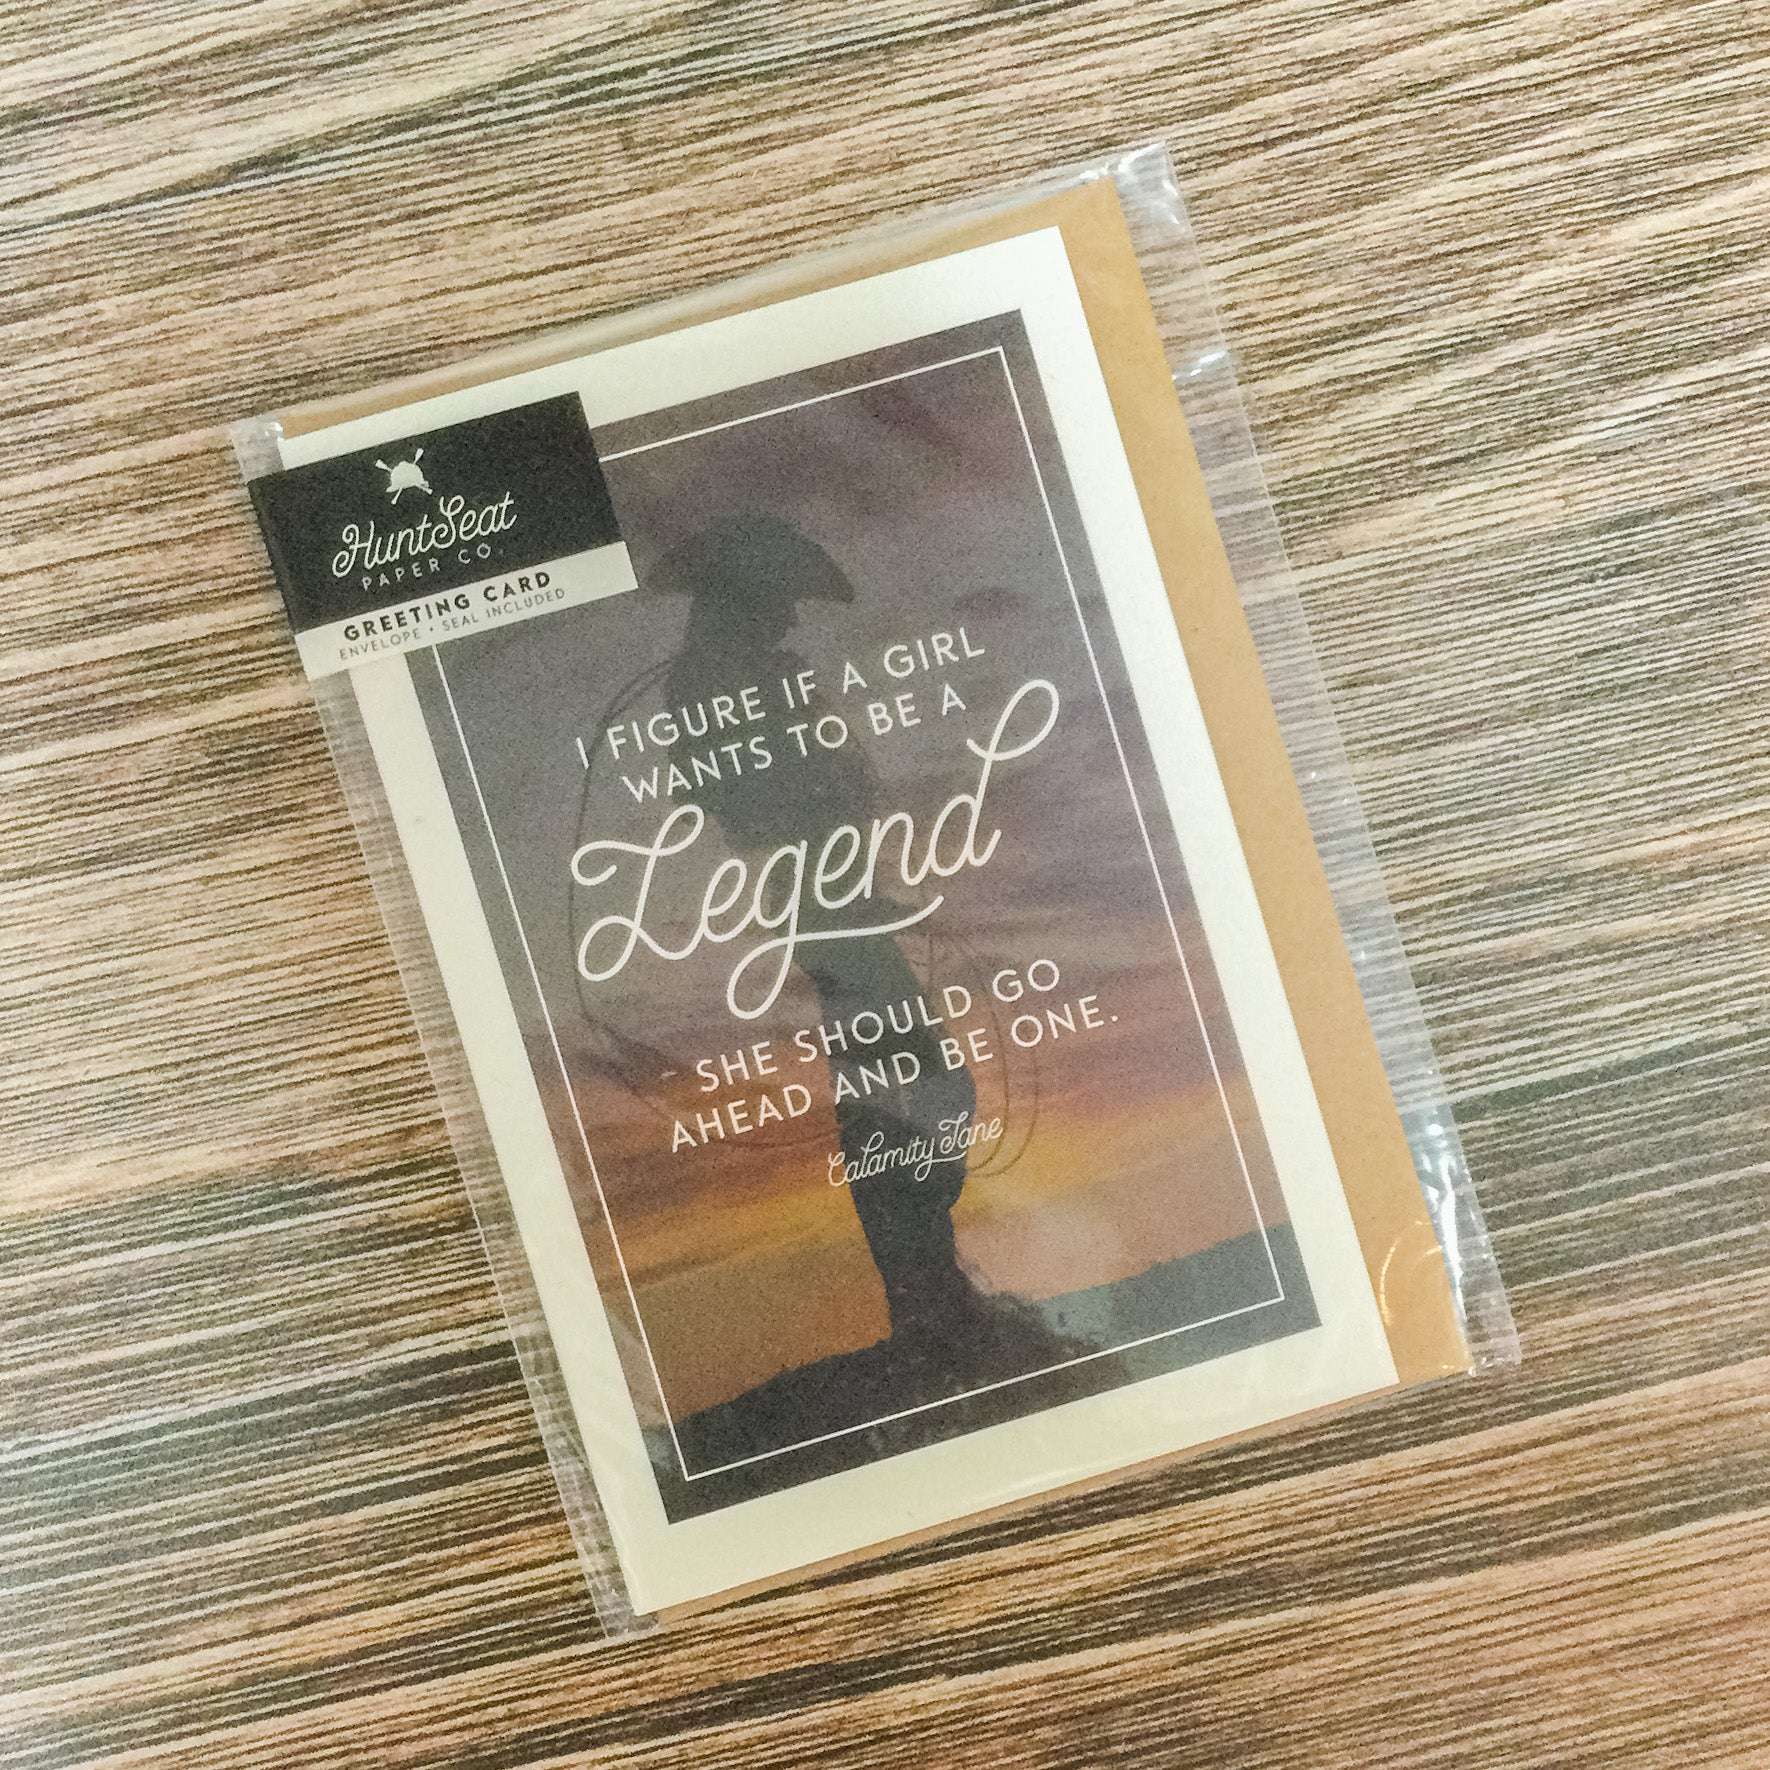 HuntSeat
PAPER CO.
GREETING CARD
ENVELOPE • SEAL INCLUDED
I FIGURE IF A GIRL
WANTS TO BE A
Legend
SHE SHOULD GO
AHEAD AND BE ONE.
Calamity Jane